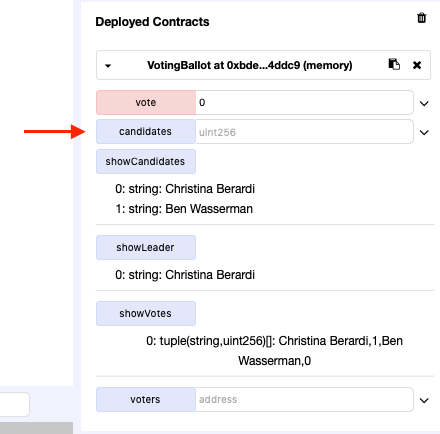 Deployed Contracts
VotingBallot at 0xbde...4ddc9 (memory)
vote 0
candidates uint256
showCandidates
0: string: Christina Berardi
1: string: Ben Wasserman
showLeader
0: string: Christina Berardi
showVotes
0: tuple(string,uint256)[]: Christina Berardi,1,Ben
Wasserman,0
voters address